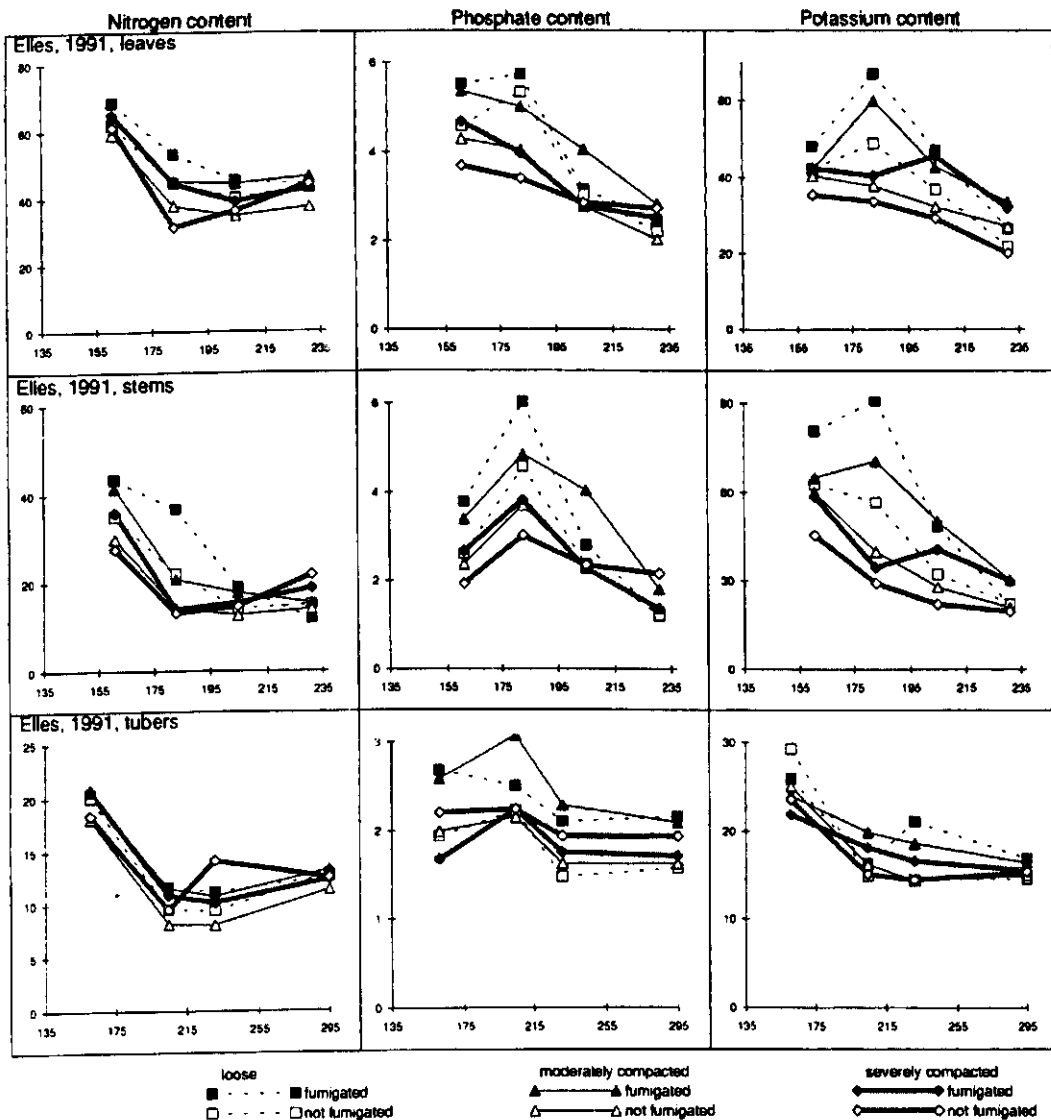 Nitrogen content Phosphate content Potassium content
Elles, 1991, leaves
80 60 40 20 0
135 155 175 195 215 235
6 4 2 0
135 155 175 195 215 235
60 40 20 0
135 155 175 195 215 235
Elles, 1991, stems
60 40 20 0
135 155 175 195 215 235
6 4 2 0
135 155 175 195 215 235
90 60 30 0
135 155 175 195 215 235
Elles, 1991, tubers
25 20 15 10 5 0
135 175 215 255 295
3 2 1 0
135 175 215 255 295
30 20 10 0
135 175 215 255 295
loose moderately compacted severely compacted
fumigated fumigated fumigated
not fumigated not fumigated not fumigated